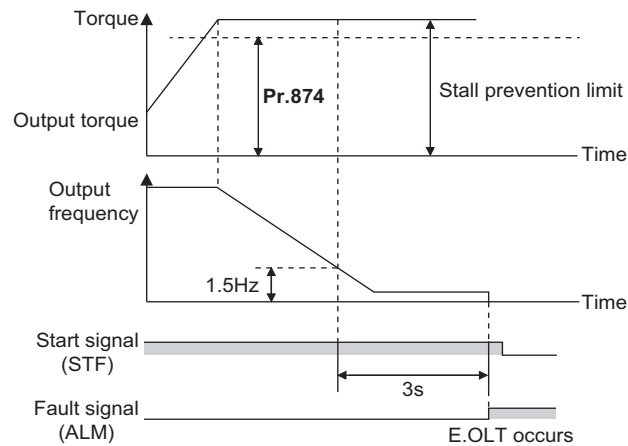 Torque
Pr.874
Stall prevention limit
Output torque
Time
Output
frequency
1.5Hz
Time
Start signal
(STF)
3s
Fault signal
(ALM)
E.OLT occurs